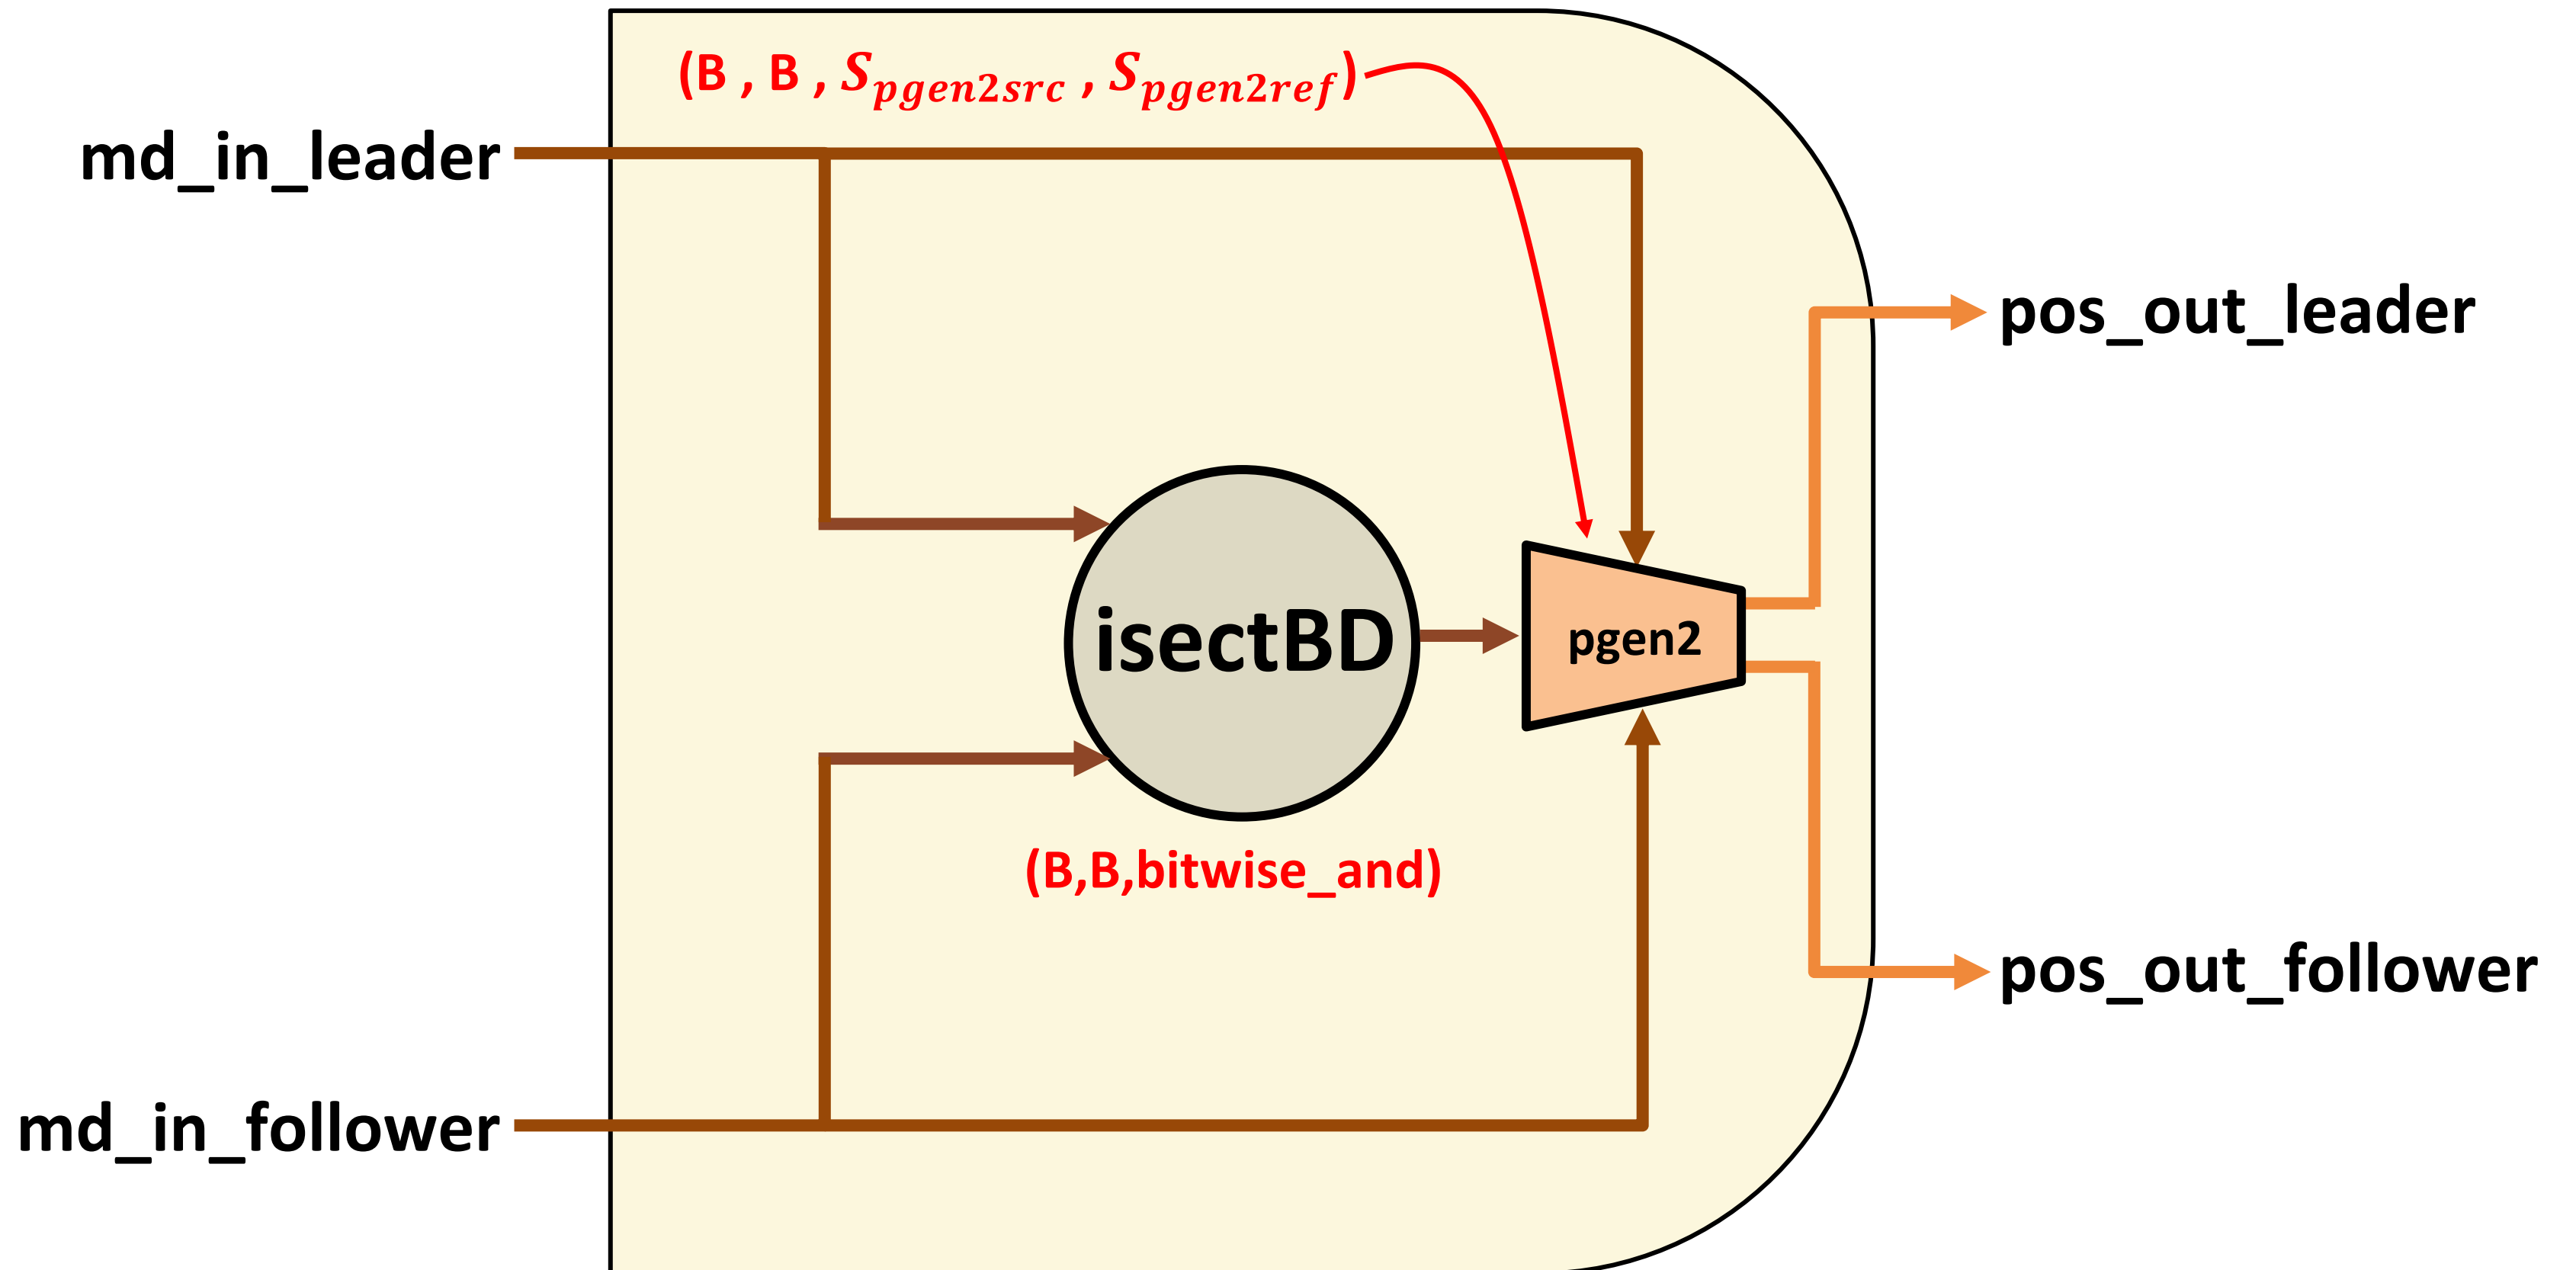 (B , B , S_pgen2src , S_pgen2ref)
md_in_leader
pos_out_leader
isectBD
pgen2
(B,B,bitwise_and)
pos_out_follower
md_in_follower